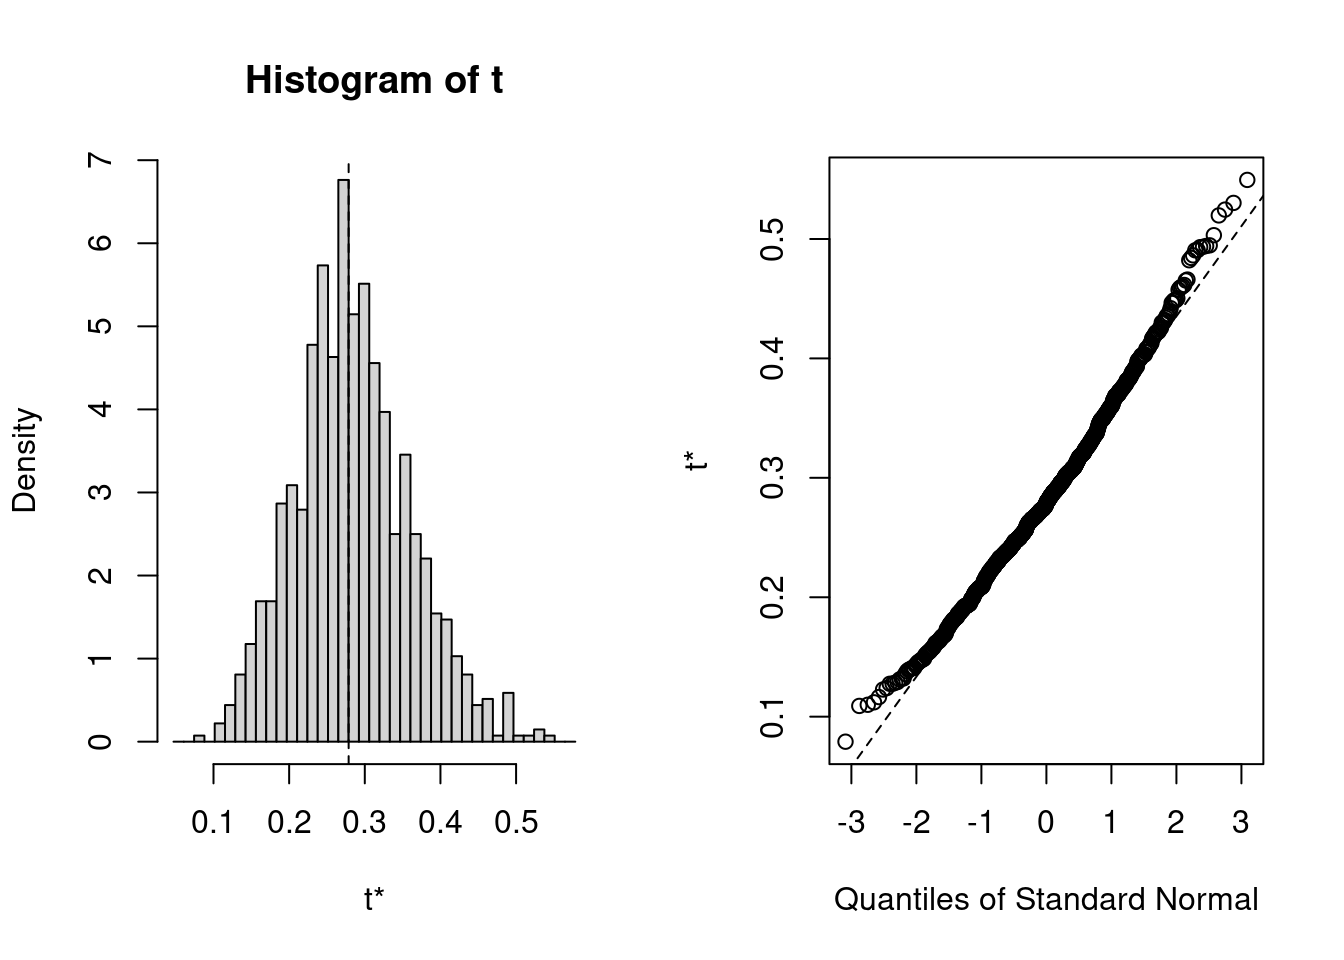 Histogram of t
Density
0 1 2 3 4 5 6 7
0.1 0.2 0.3 0.4 0.5
t*
t*
0.1 0.2 0.3 0.4 0.5
-3 -2 -1 0 1 2 3
Quantiles of Standard Normal